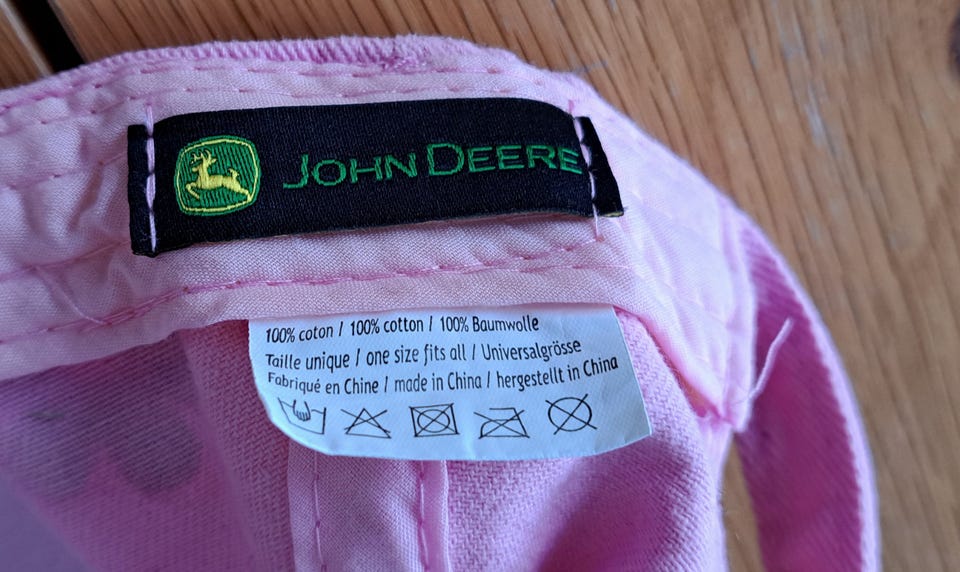 JOHN DEERE
100% coton / 100% cotton / 100% Baumwolle
Taille unique / one size fits all / Universalgrösse
Fabriqué en Chine / made in China / hergestellt in China